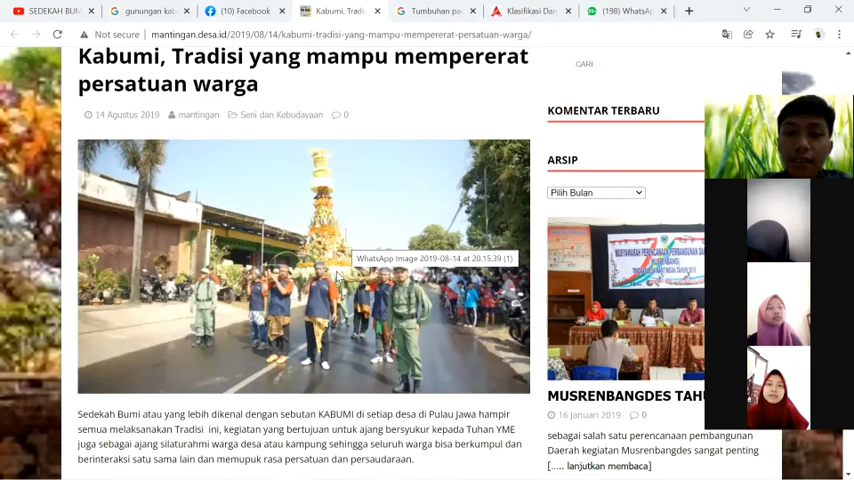 SEDEKAH BUM
gunungan kab
(10) Facebook
Kabumi, Tradis
Tumbuhan pa
Klasifikasi Dan
(198) WhatsAp
Not secure
mantingan.desa.id/2019/08/14/kabumi-tradisi-yang-mampu-mempererat-persatuan-warga/
Kabumi, Tradisi yang mampu mempererat
persatuan warga
14 Agustus 2019 mantingan Seni dan Kebudayaan 0
WhatsApp Image 2019-08-14 at 20.15.39 (1)
Sedekah Bumi atau yang lebih dikenal dengan sebutan KABUMI di setiap desa di Pulau Jawa hampir
semua melaksanakan Tradisi ini, kegiatan yang bertujuan untuk ajang bersyukur kepada Tuhan YME
juga sebagai ajang silaturahmi warga desa atau kampung sehingga seluruh warga bisa berkumpul dan
berinteraksi satu sama lain dan memupuk rasa persatuan dan persaudaraan.
CARI ...
KOMENTAR TERBARU
ARSIP
Pilih Bulan
MUSRENBANGDES TAHU
16 Januari 2019 0
sebagai salah satu perencanaan pembangunan
Daerah kegiatan Musrenbangdes sangat penting
[..... lanjutkan membaca]